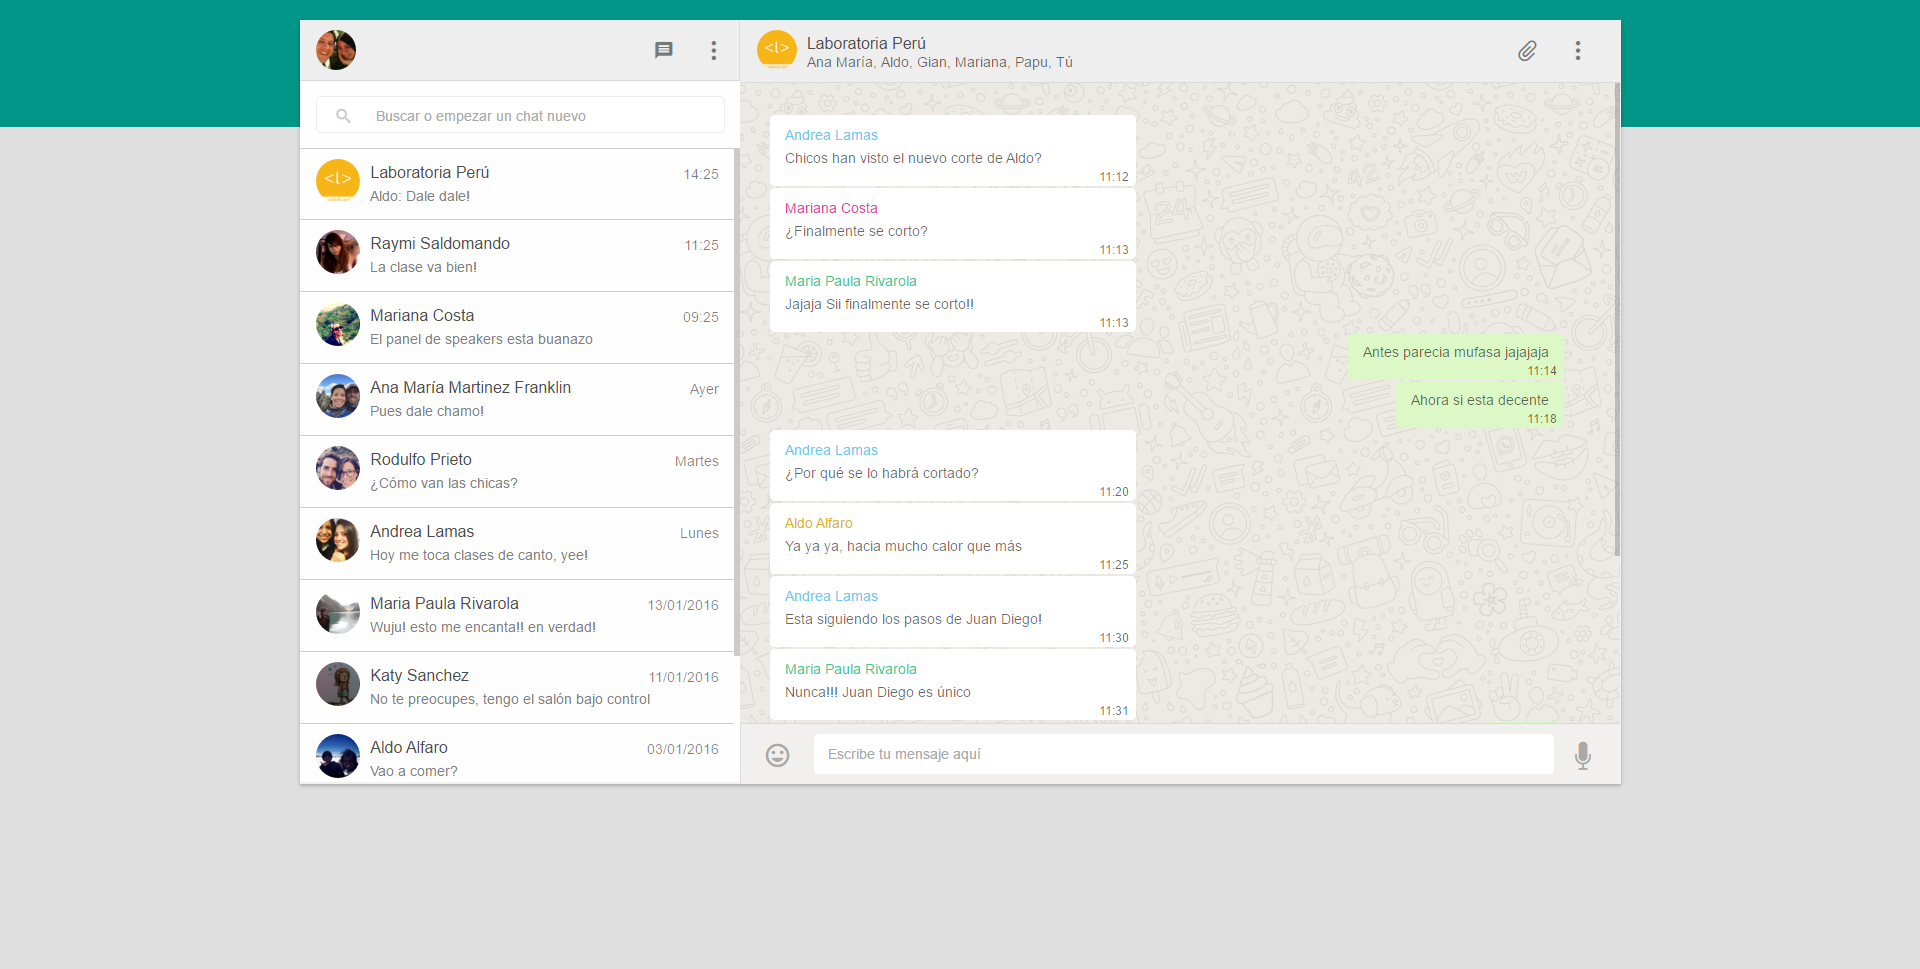 Buscar o empezar un chat nuevo
Laboratoria Perú
14:25
Aldo: Dale dale!
Raymi Saldomando
11:25
La clase va bien!
Mariana Costa
09:25
El panel de speakers esta buanazo
Ana María Martinez Franklin
Ayer
Pues dale chamo!
Rodulfo Prieto
Martes
¿Cómo van las chicas?
Andrea Lamas
Lunes
Hoy me toca clases de canto, yee!
Maria Paula Rivarola
13/01/2016
Wuju! esto me encanta!! en verdad!
Katy Sanchez
11/01/2016
No te preocupes, tengo el salón bajo control
Aldo Alfaro
03/01/2016
Vao a comer?
<l>
Laboratoria Perú
Ana María, Aldo, Gian, Mariana, Papu, Tú
Andrea Lamas
Chicos han visto el nuevo corte de Aldo?
11:12
Mariana Costa
¿Finalmente se corto?
11:13
Maria Paula Rivarola
Jajaja Sii finalmente se corto!!
11:13
Antes parecia mufasa jajajaja
11:14
Ahora si esta decente
11:18
Andrea Lamas
¿Por qué se lo habrá cortado?
11:20
Aldo Alfaro
Ya ya ya, hacia mucho calor que más
11:25
Andrea Lamas
Esta siguiendo los pasos de Juan Diego!
11:30
Maria Paula Rivarola
Nunca!!! Juan Diego es único
11:31
Escribe tu mensaje aquí